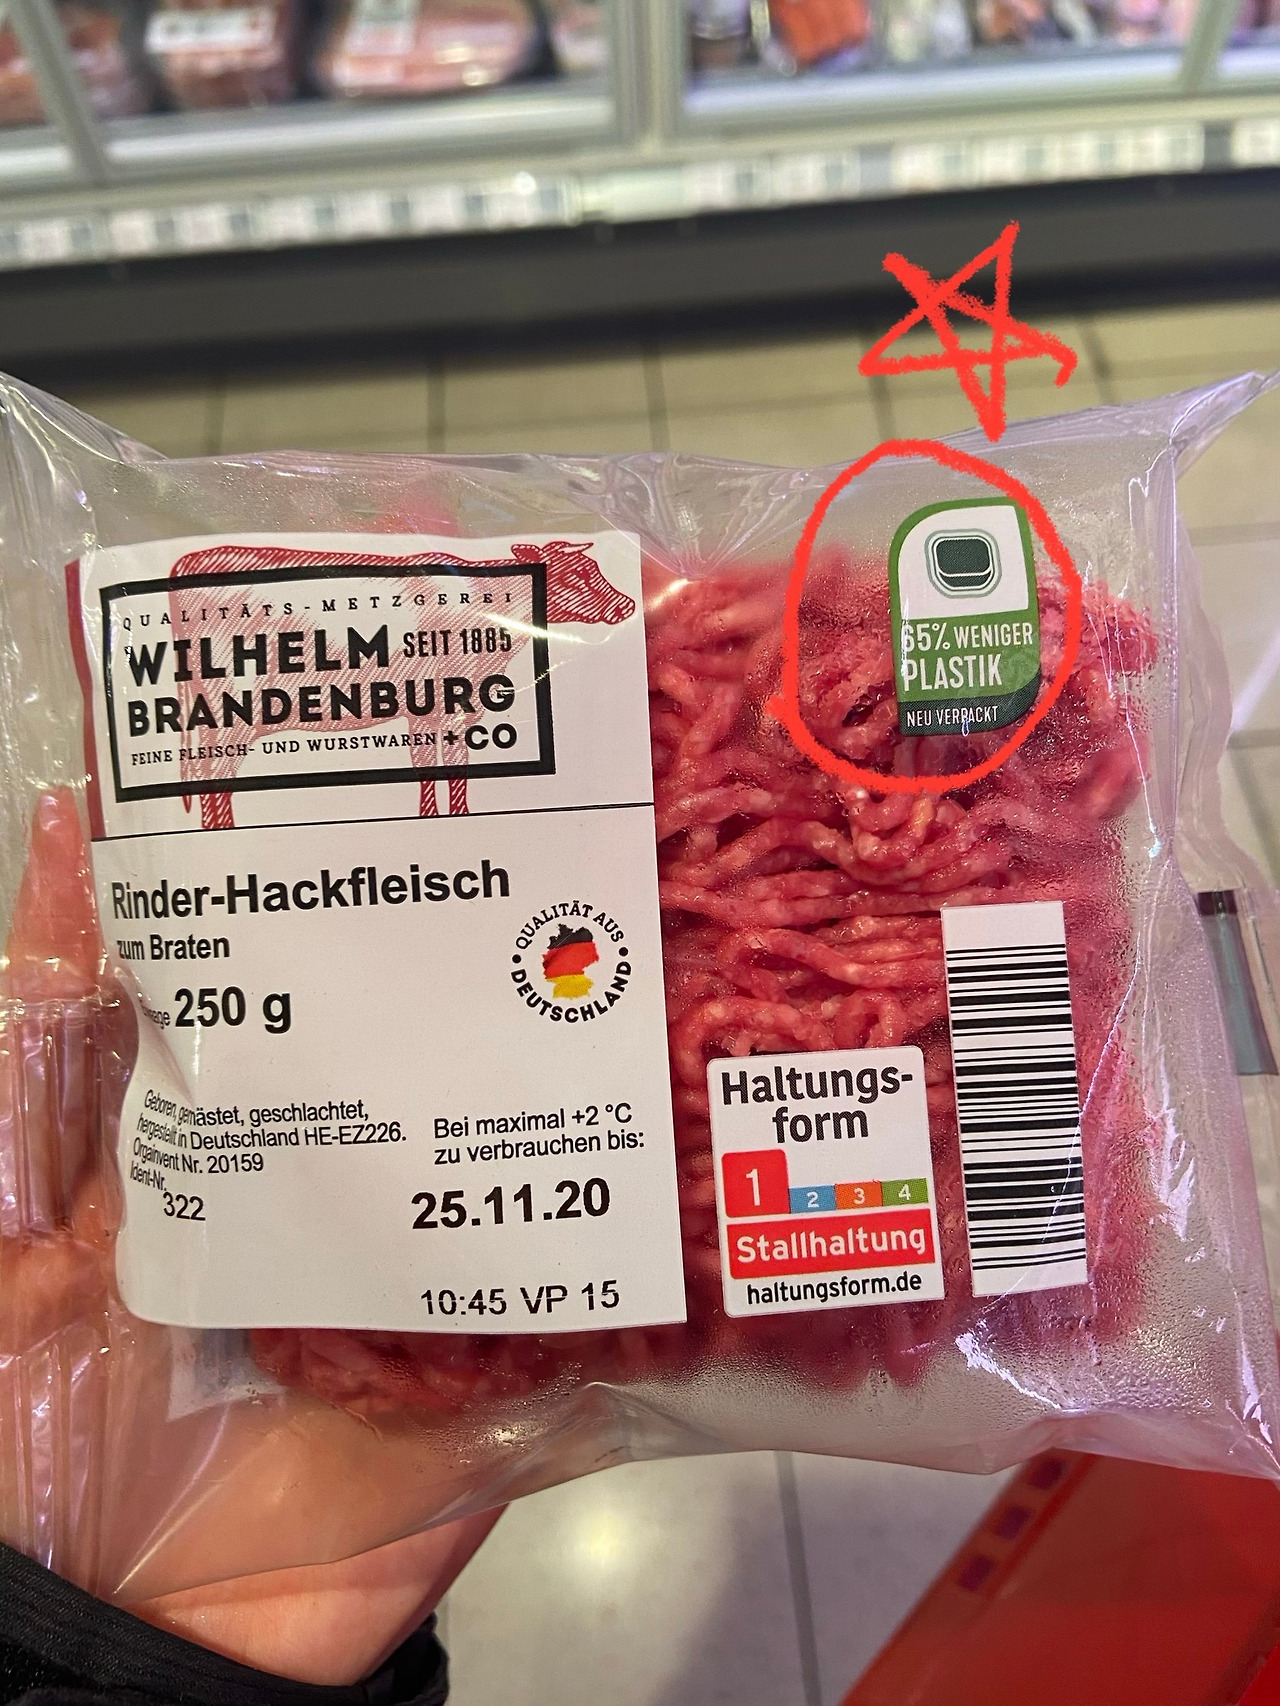 QUALITÄTS-METZGEREI
WILHELM SEIT 1885
BRANDENBURG
FEINE FLEISCH- UND WURSTWAREN +CO
65% WENIGER
PLASTIK
NEU VERPACKT
Rinder-Hackfleisch
zum Braten
250 g
QUALITÄT AUS
DEUTSCHLAND
Geboren, gemästet, geschlachtet,
hergestellt in Deutschland HE-EZ226.
Orgainvent Nr. 20159
Ident-Nr.
322
Bei maximal +2 °C
zu verbrauchen bis:
25.11.20
10:45 VP 15
Haltungs-
form
1 2 3 4
Stallhaltung
haltungsform.de